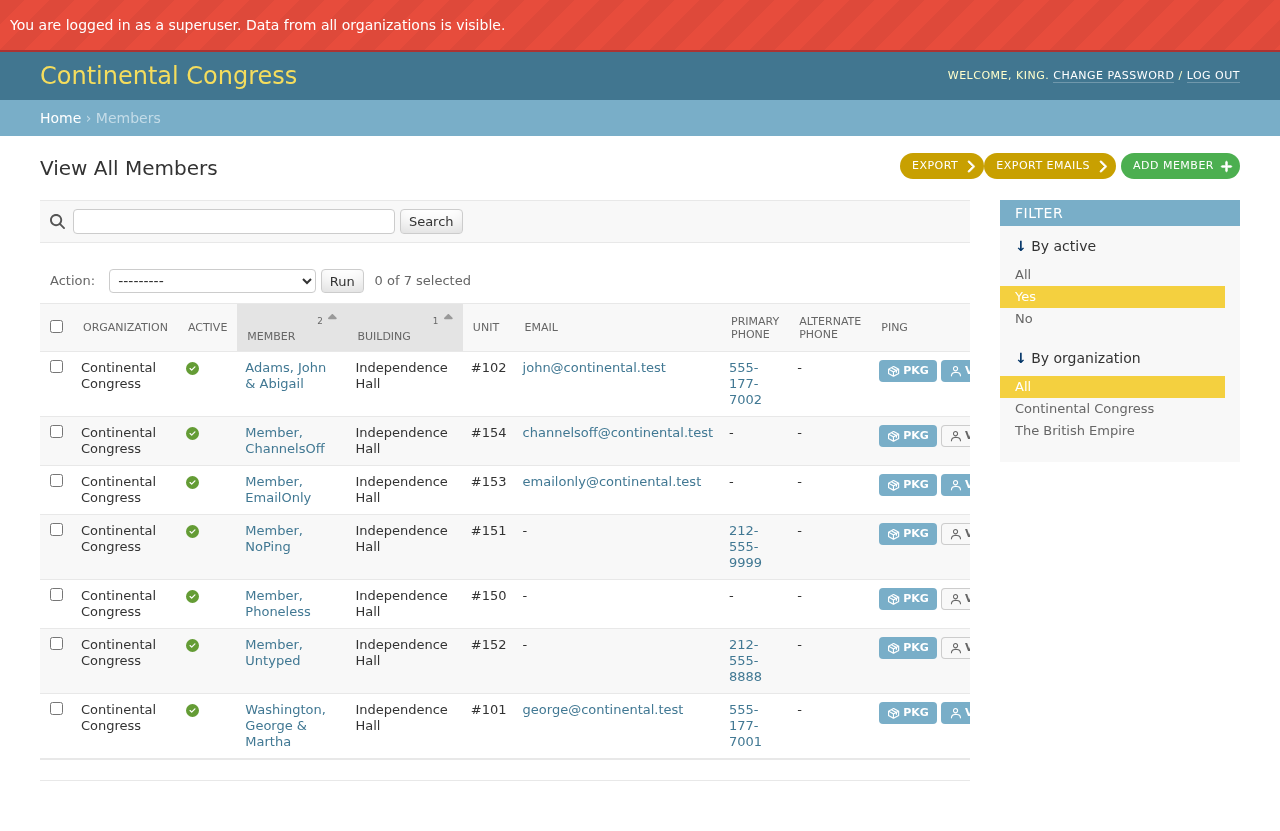 You are logged in as a superuser. Data from all organizations is visible.
Continental Congress
WELCOME, KING. CHANGE PASSWORD / LOG OUT
Home › Members
View All Members
EXPORT
EXPORT EMAILS
ADD MEMBER
Search
Action: --------- Run 0 of 7 selected
ORGANIZATION ACTIVE 2 MEMBER 1 BUILDING UNIT EMAIL PRIMARY PHONE ALTERNATE PHONE PING
Continental Congress Adams, John & Abigail Independence Hall #102 john@continental.test 555-177-7002 - PKG V
Continental Congress Member, ChannelsOff Independence Hall #154 channelsoff@continental.test - - PKG V
Continental Congress Member, EmailOnly Independence Hall #153 emailonly@continental.test - - PKG V
Continental Congress Member, NoPing Independence Hall #151 - 212-555-9999 - PKG V
Continental Congress Member, Phoneless Independence Hall #150 - - - PKG V
Continental Congress Member, Untyped Independence Hall #152 - 212-555-8888 - PKG V
Continental Congress Washington, George & Martha Independence Hall #101 george@continental.test 555-177-7001 - PKG V
FILTER
↓ By active
All
Yes
No
↓ By organization
All
Continental Congress
The British Empire